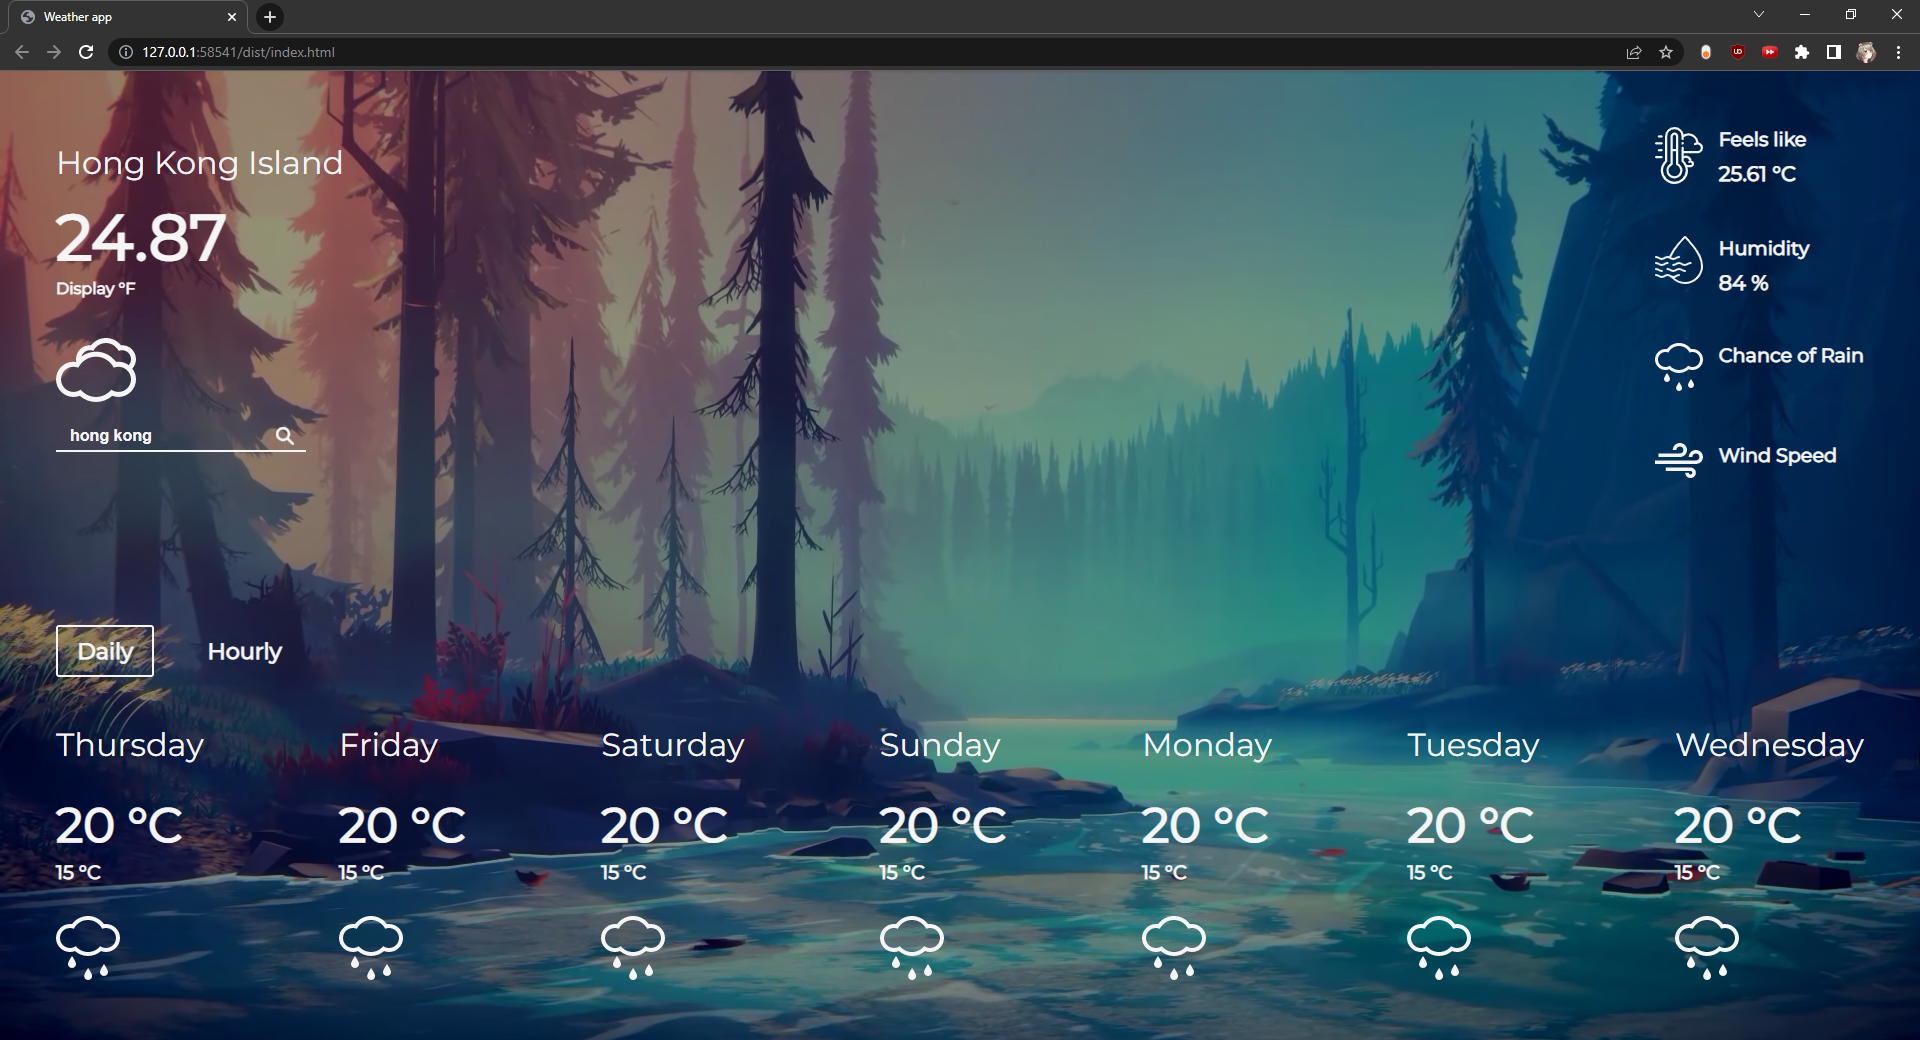 Weather app
127.0.0.1:58541/dist/index.html
Hong Kong Island
24.87
Display °F
hong kong
Feels like
25.61 °C
Humidity
84 %
Chance of Rain
Wind Speed
Daily
Hourly
Thursday
20 °C
15 °C
Friday
20 °C
15 °C
Saturday
20 °C
15 °C
Sunday
20 °C
15 °C
Monday
20 °C
15 °C
Tuesday
20 °C
15 °C
Wednesday
20 °C
15 °C